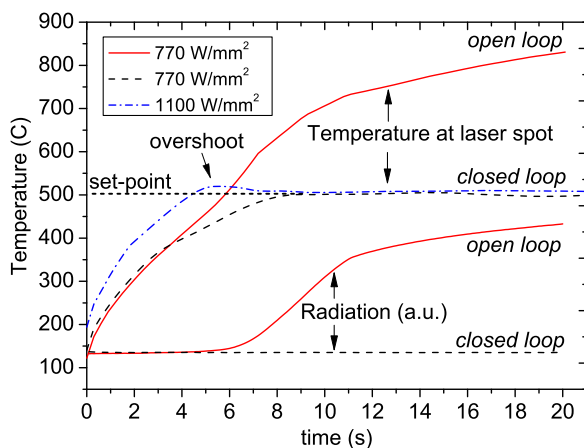 900
800
700
600
500
400
300
200
100
Temperature (C)
770 W/mm²
770 W/mm²
1100 W/mm²
open loop
overshoot
Temperature at laser spot
set-point
closed loop
open loop
Radiation (a.u.)
closed loop
0 2 4 6 8 10 12 14 16 18 20
time (s)